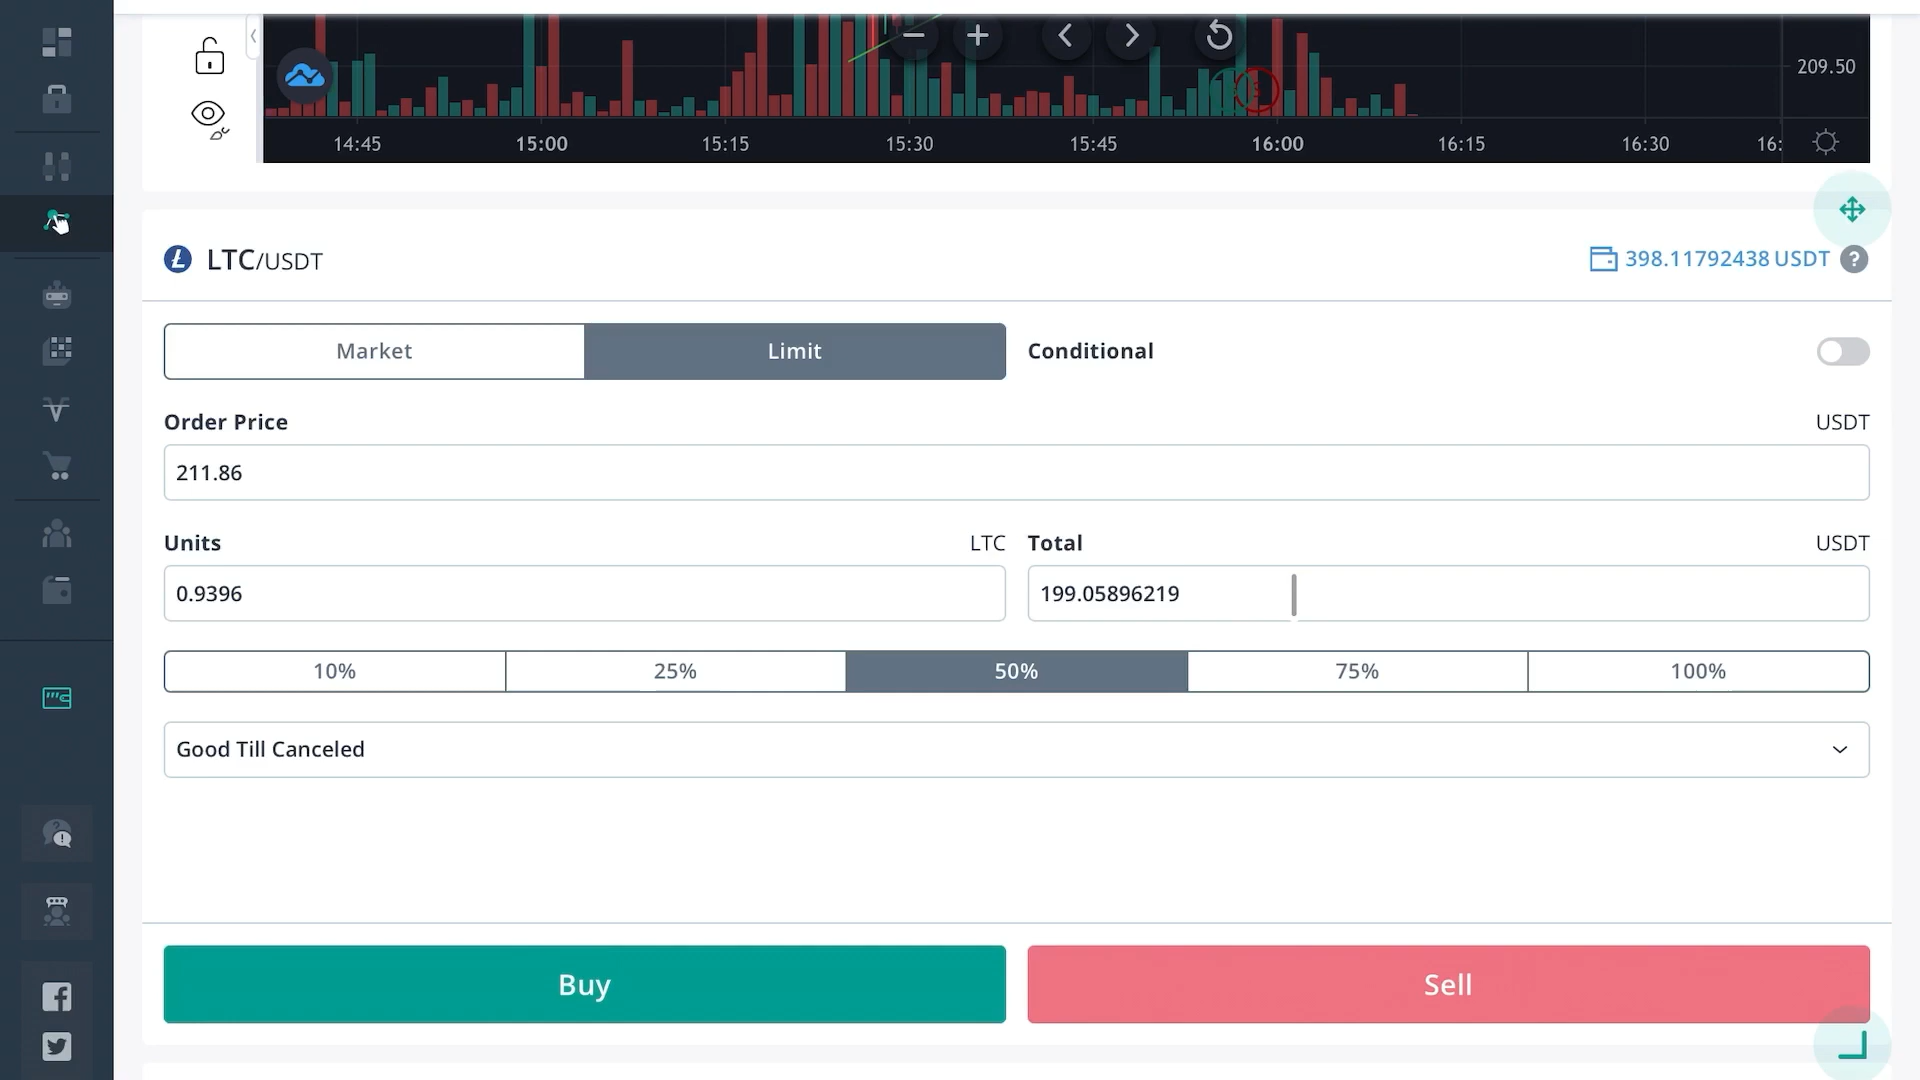 209.50
14:45 15:00 15:15 15:30 15:45 16:00 16:15 16:30 16:
LTC/USDT
398.11792438 USDT ?
Market Limit Conditional
Order Price USDT
211.86
Units LTC Total USDT
0.9396 199.05896219
10% 25% 50% 75% 100%
Good Till Canceled
Buy Sell